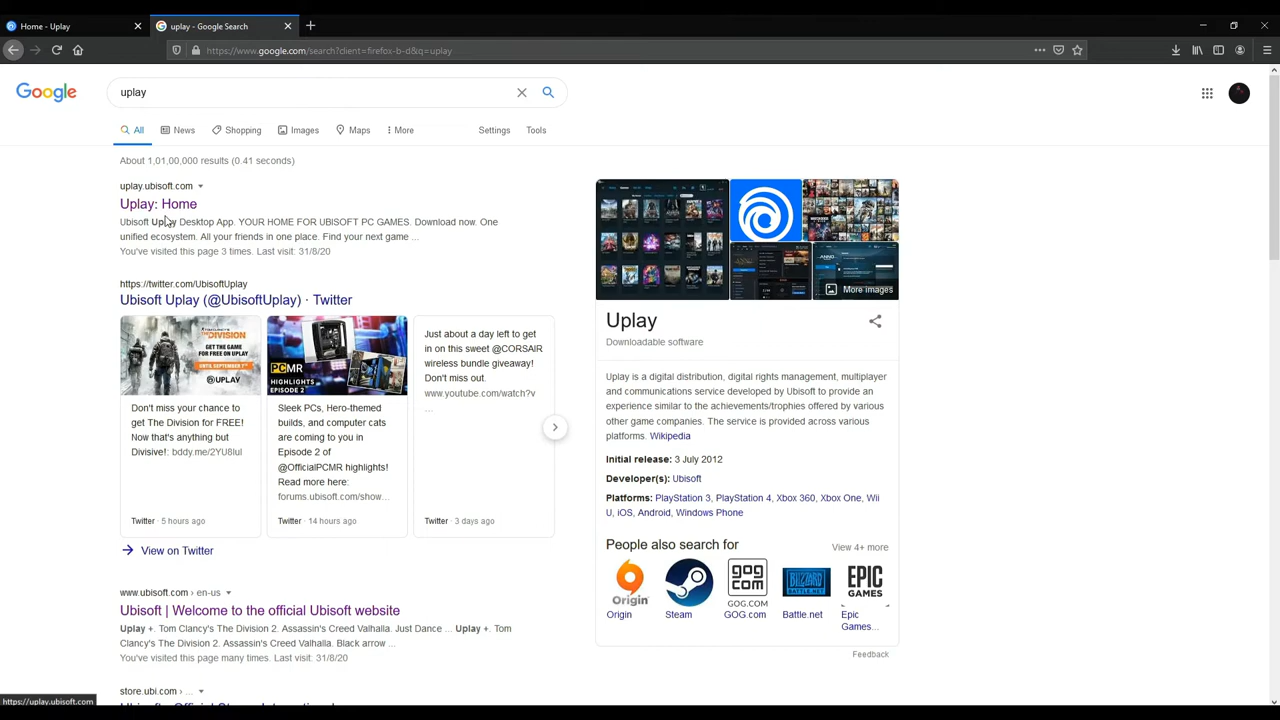 Home - Uplay
uplay - Google Search
https://www.google.com/search?client=firefox-b-d&q=uplay
Google
uplay
All
News
Shopping
Images
Maps
More
Settings
Tools
About 1,01,00,000 results (0.41 seconds)
uplay.ubisoft.com
Uplay: Home
Ubisoft Uplay Desktop App. YOUR HOME FOR UBISOFT PC GAMES. Download now. One
unified ecosystem. All your friends in one place. Find your next game ...
You've visited this page 3 times. Last visit: 31/8/20
https://twitter.com/UbisoftUplay
Ubisoft Uplay (@UbisoftUplay) · Twitter
THE DIVISION
GET THE GAME
FOR FREE ON UPLAY
@UPLAY
Don't miss your chance to
get The Division for FREE!
Now that's anything but
Divisive!: bddy.me/2YU8lul
Twitter · 5 hours ago
PCMR
HIGHLIGHTS
EPISODE 2
Sleek PCs, Hero-themed
builds, and computer cats
are coming to you in
Episode 2 of
@OfficialPCMR highlights!
Read more here:
forums.ubisoft.com/show...
Twitter · 14 hours ago
Just about a day left to get
in on this sweet @CORSAIR
wireless bundle giveaway!
Don't miss out.
www.youtube.com/watch?v
...
Twitter · 3 days ago
View on Twitter
www.ubisoft.com › en-us
Ubisoft | Welcome to the official Ubisoft website
Uplay +. Tom Clancy's The Division 2. Assassin's Creed Valhalla. Just Dance ... Uplay +. Tom
Clancy's The Division 2. Assassin's Creed Valhalla. Black arrow ...
You've visited this page many times. Last visit: 31/8/20
store.ubi.com › ...
ANNO
More images
Uplay
Downloadable software
Uplay is a digital distribution, digital rights management, multiplayer
and communications service developed by Ubisoft to provide an
experience similar to the achievements/trophies offered by various
other game companies. The service is provided across various
platforms. Wikipedia
Initial release: 3 July 2012
Developer(s): Ubisoft
Platforms: PlayStation 3, PlayStation 4, Xbox 360, Xbox One, Wii
U, iOS, Android, Windows Phone
People also search for
View 4+ more
Origin
GOG
COM
GOG.COM
BLIZZARD
BATTLE.NET
EPIC
GAMES
Origin
Steam
GOG.com
Battle.net
Epic
Games...
Feedback
https://uplay.ubisoft.com